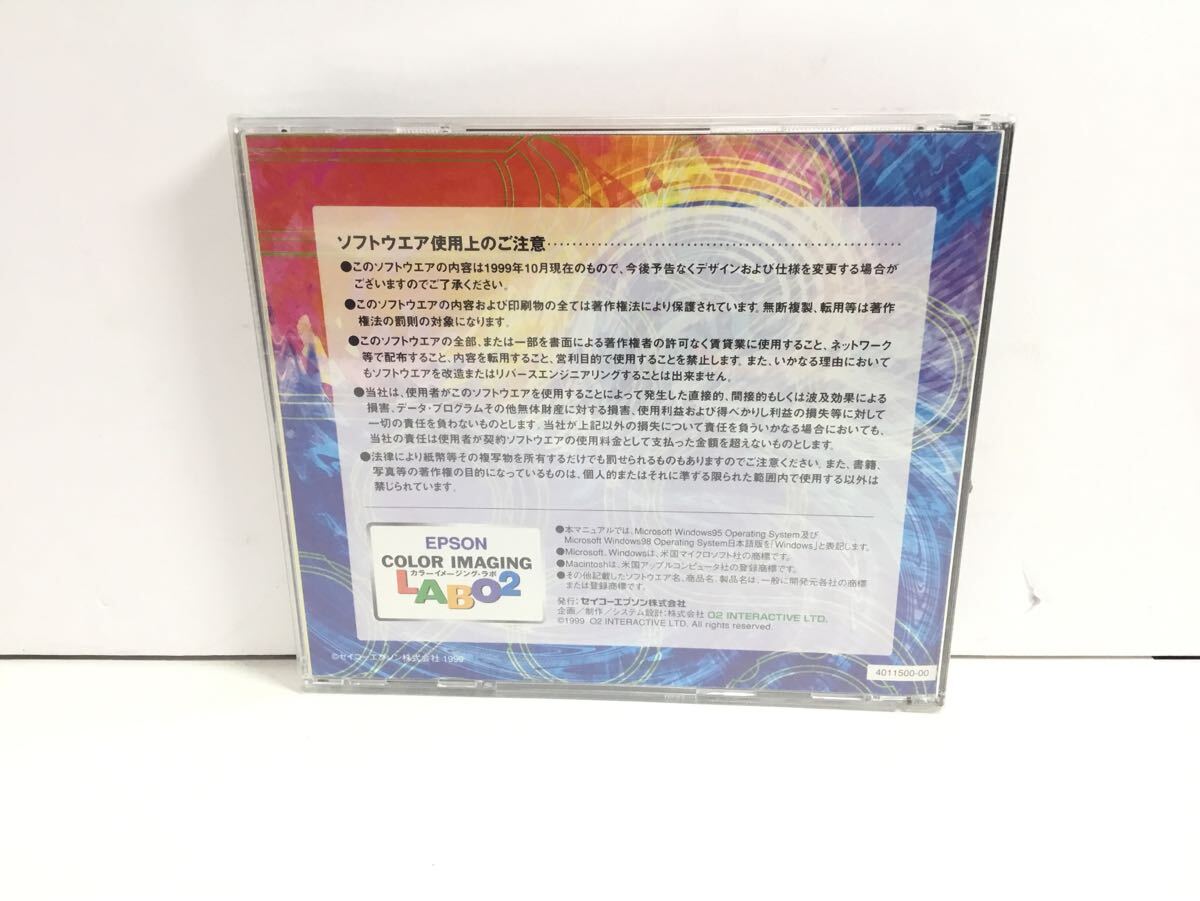 ソフトウエア使用上のご注意
●このソフトウエアの内容は1999年10月現在のもので、今後予告なくデザインおよび仕様を変更する場合が
ございますのでご了承ください。
●このソフトウエアの内容および印刷物の全ては著作権法により保護されています。無断複製、転用等は著作
権法の罰則の対象になります。
●このソフトウエアの全部、または一部を書面による著作権者の許可なく賃貸業に使用すること、ネットワーク
等で配布すること、内容を転用すること、営利目的で使用することを禁止します。また、いかなる理由において
もソフトウエアを改造またはリバースエンジニアリングすることは出来ません。
●当社は、使用者がこのソフトウエアを使用することによって発生した直接的、間接的もしくは波及効果による
損害、データ・プログラムその他無体財産に対する損害、使用利益および得べかりし利益の損失等に対して
一切の責任を負わないものとします。当社が上記以外の損失について責任を負ういかなる場合においても、
当社の責任は使用者が契約ソフトウエアの使用料金として支払った金額を超えないものとします。
●法律により紙幣等その複写物を所有するだけでも罰せられるものもありますのでご注意ください。また、書籍、
写真等の著作権の目的になっているものは、個人的またはそれに準ずる限られた範囲内で使用する以外は
禁じられています。
EPSON
COLOR IMAGING
カラーイメージング・ラボ
LABO2
●本マニュアルでは、Microsoft Windows95 Operating System及び
Microsoft Windows98 Operating System日本語版を「Windows」と表記します。
●Microsoft、Windowsは、米国マイクロソフト社の商標です。
●Macintoshは、米国アップルコンピュータ社の登録商標です。
●その他記載したソフトウエア名、商品名、製品名は、一般に開発元各社の商標
または登録商標です。
発行：セイコーエプソン株式会社
企画／制作／システム設計：株式会社 O2 INTERACTIVE LTD.
©1999 O2 INTERACTIVE LTD. All rights reserved.
©セイコーエプソン株式会社 1999
4011500-00